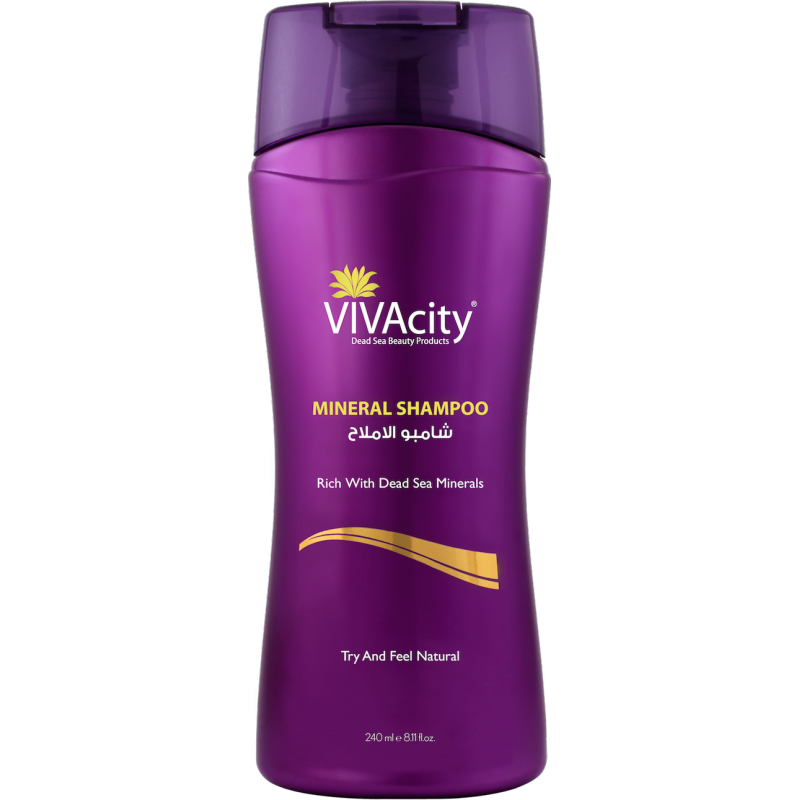 VIVAcity®
Dead Sea Beauty Products
MINERAL SHAMPOO
شامبو الاملاح
Rich With Dead Sea Minerals
Try And Feel Natural
240 ml e 8.11 fl.oz.